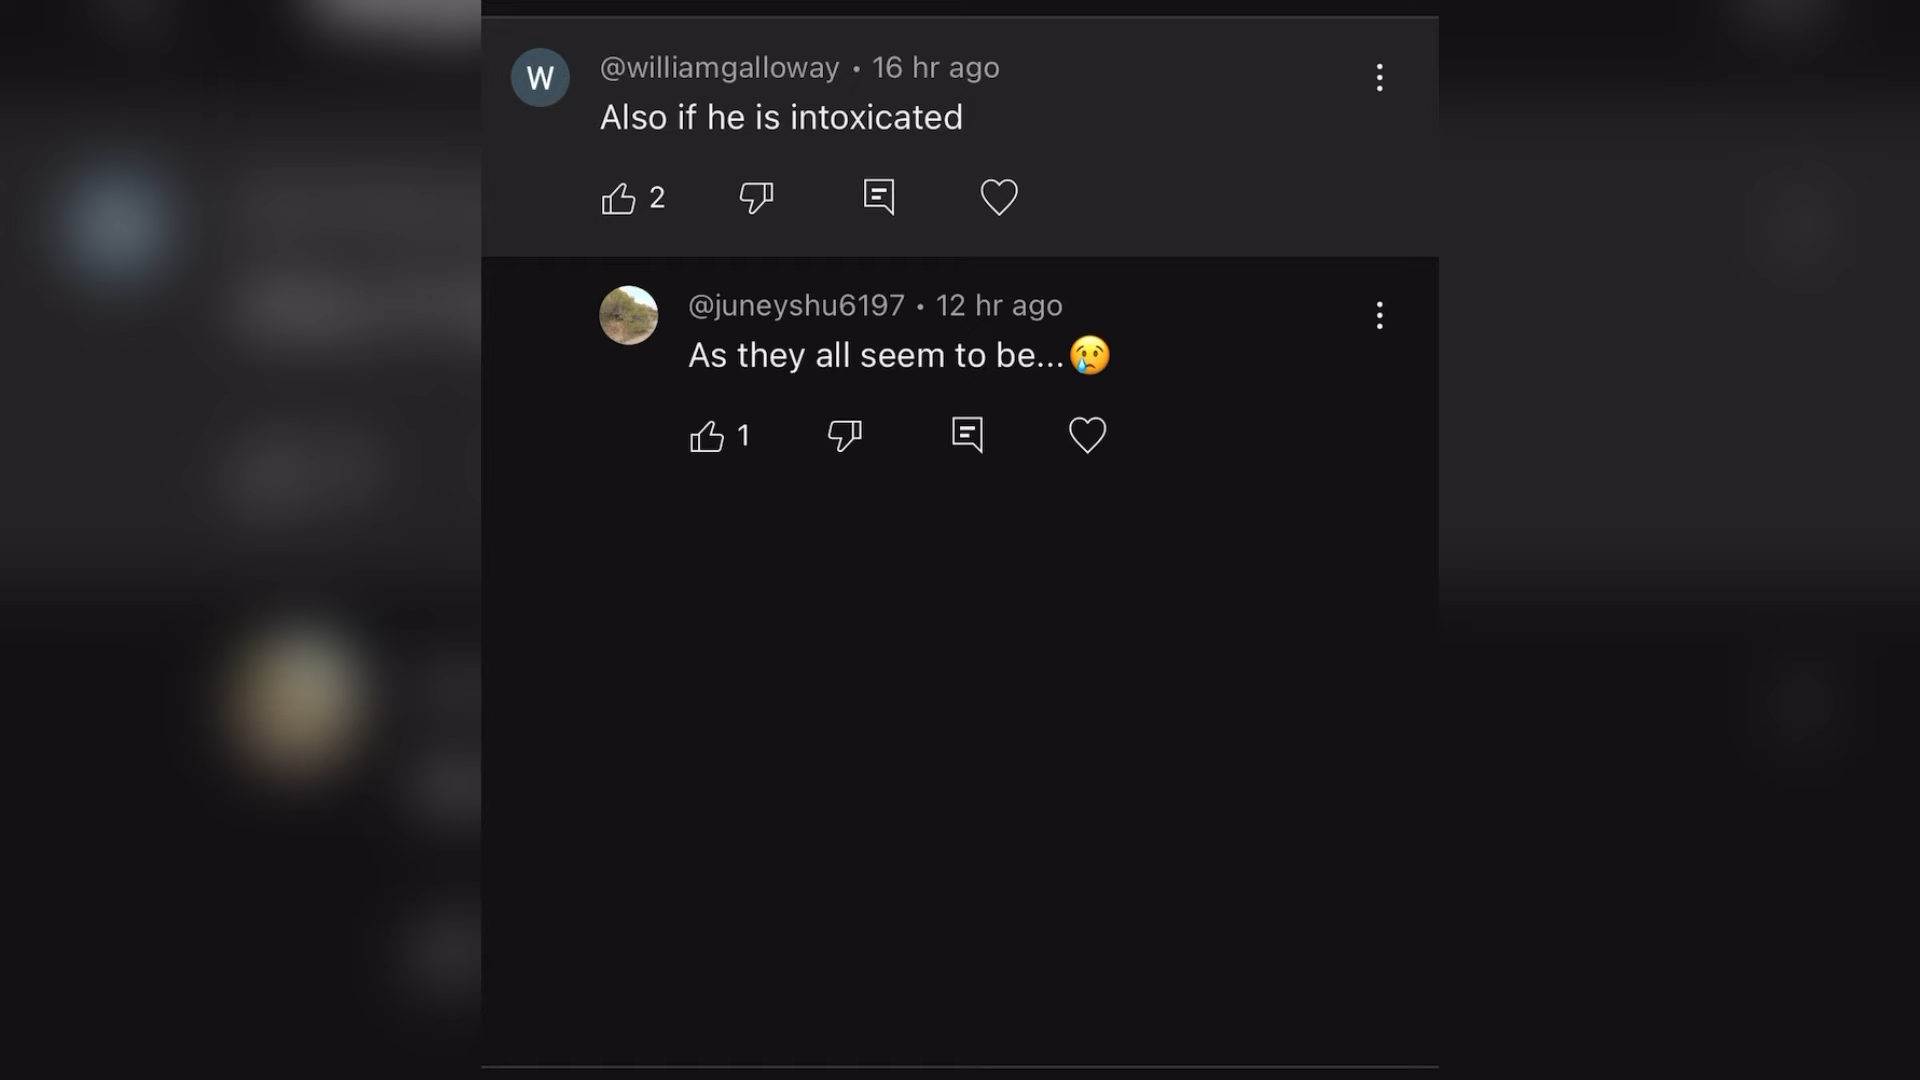 W
@williamgalloway • 16 hr ago
Also if he is intoxicated
2
@juneyshu6197 • 12 hr ago
As they all seem to be...😢
1